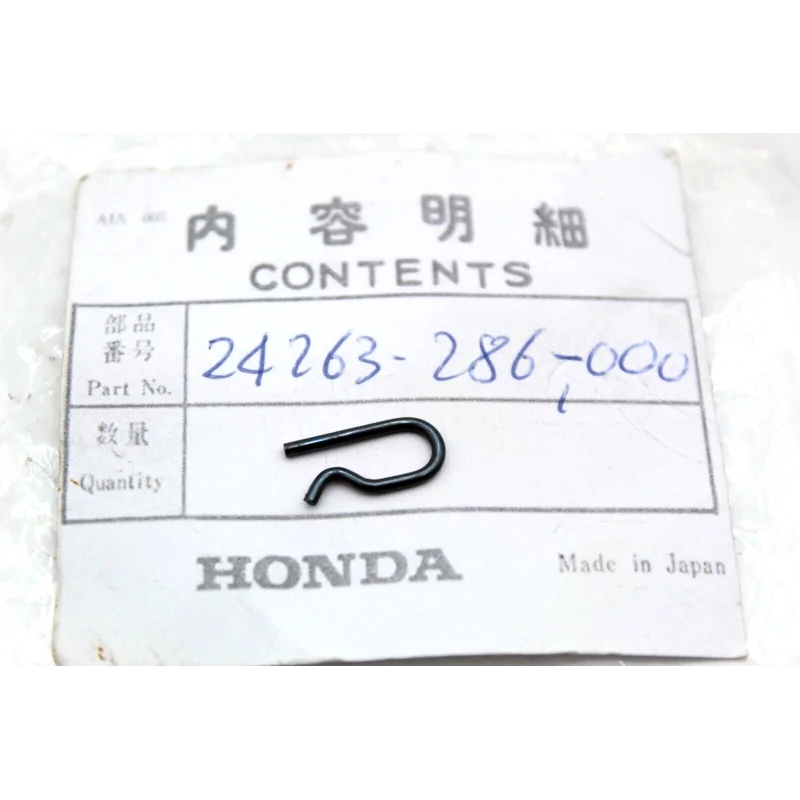 内容明細
CONTENTS
部品
番号
Part No.
24263-286-000
数量
Quantity
HONDA
Made in Japan